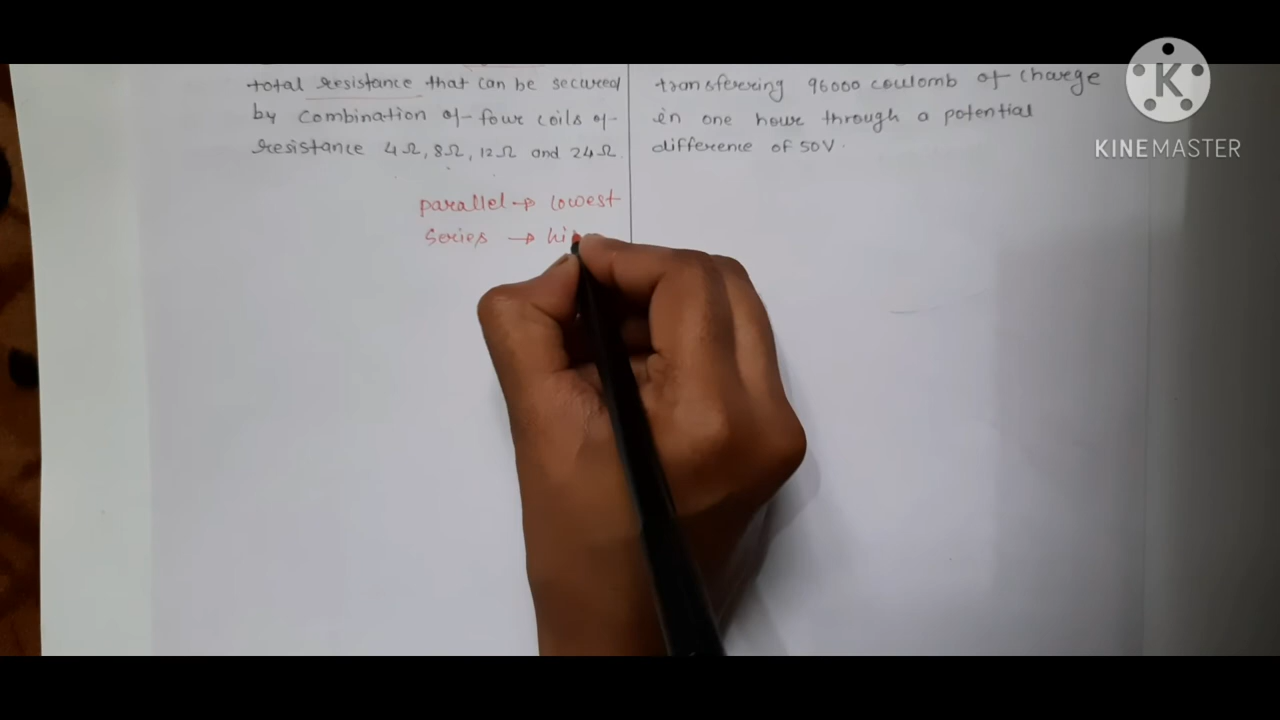 total resistance that can be secured
by combination of four coils of
resistance 4Ω, 8Ω, 12Ω and 24Ω.
parallel → lowest
series → hi
transferring 96000 coulomb of charge
in one hour through a potential
difference of 50V.
K
KINEMASTER